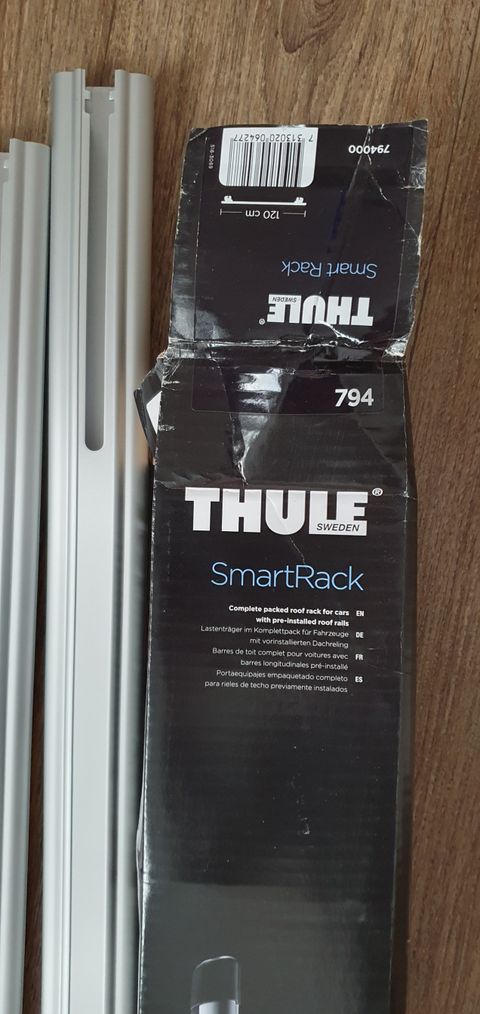 794000
7 313020 064277
516-5069
120 cm
Smart Rack
THULE®
SWEDEN
794
THULE®
SWEDEN
SmartRack
Complete packed roof rack for cars EN
with pre-installed roof rails
Lastenträger im Komplettpack für Fahrzeuge DE
mit vorinstallierten Dachreling
Barres de toit complet pour voitures avec FR
barres longitudinales pré-installé
Portaequipajes empaquetado completo ES
para rieles de techo previamente instalados